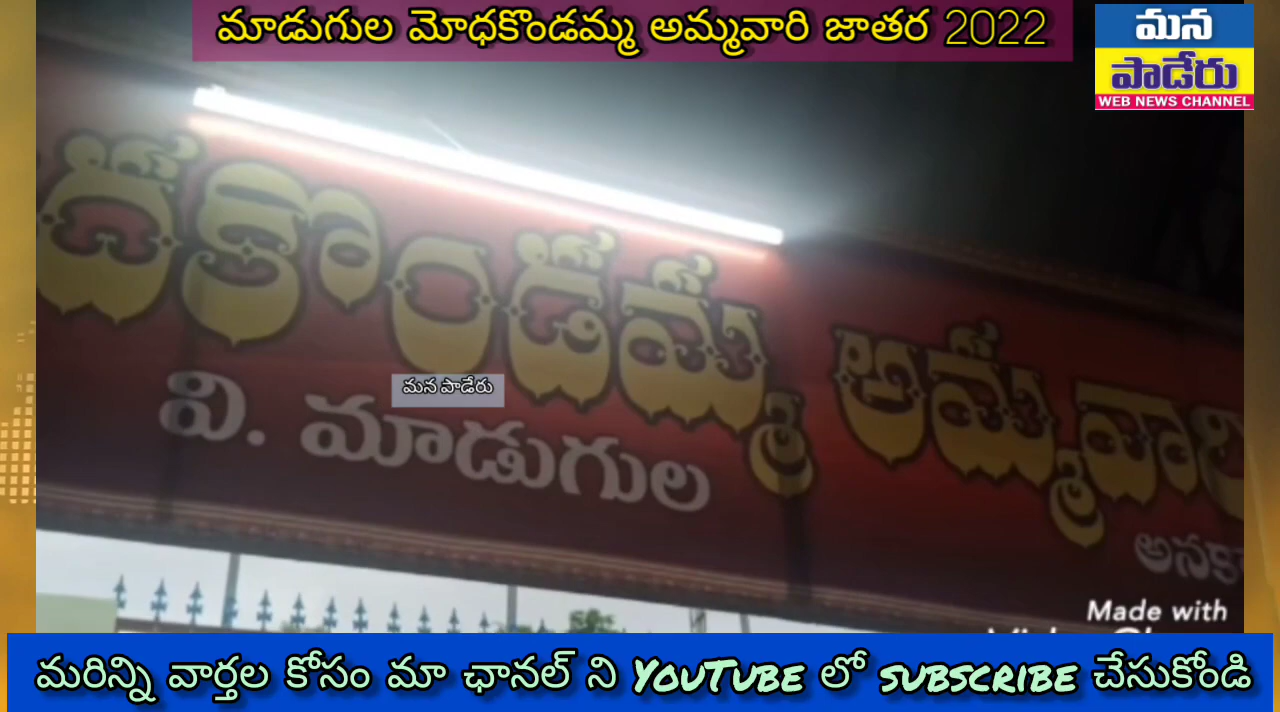 మాడుగుల మోధకొండమ్మ అమ్మవారి జాతర 2022
మన
పాడేరు
WEB NEWS CHANNEL
దకొండమ్మ అమ్మవారి
మన పాడేరు
వి. మాడుగుల
Made with
మరిన్ని వార్తల కోసం మా ఛానల్ ని YouTube లో subscribe చేసుకోండి